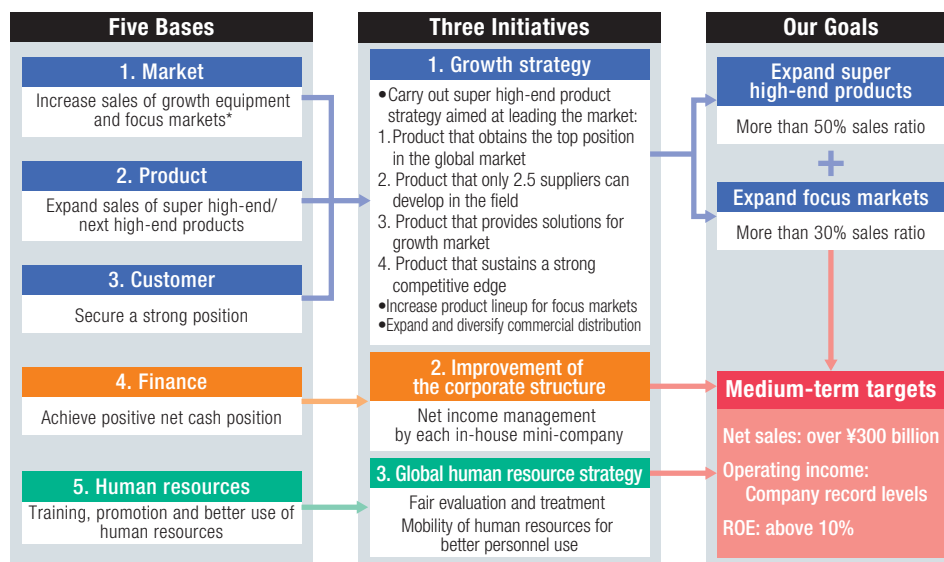 Five Bases
1. Market
Increase sales of growth equipment
and focus markets*
2. Product
Expand sales of super high-end/
next high-end products
3. Customer
Secure a strong position
4. Finance
Achieve positive net cash position
5. Human resources
Training, promotion and better use of
human resources
Three Initiatives
1. Growth strategy
•Carry out super high-end product
strategy aimed at leading the market:
1.Product that obtains the top position
in the global market
2. Product that only 2.5 suppliers can
develop in the field
3. Product that provides solutions for
growth market
4. Product that sustains a strong
competitive edge
•Increase product lineup for focus markets
•Expand and diversify commercial distribution
2. Improvement of
the corporate structure
Net income management
by each in-house mini-company
3. Global human resource strategy
Fair evaluation and treatment
Mobility of human resources for
better personnel use
Our Goals
Expand super
high-end products
More than 50% sales ratio
+
Expand focus markets
More than 30% sales ratio
Medium-term targets
Net sales: over ¥300 billion
Operating income:
Company record levels
ROE: above 10%